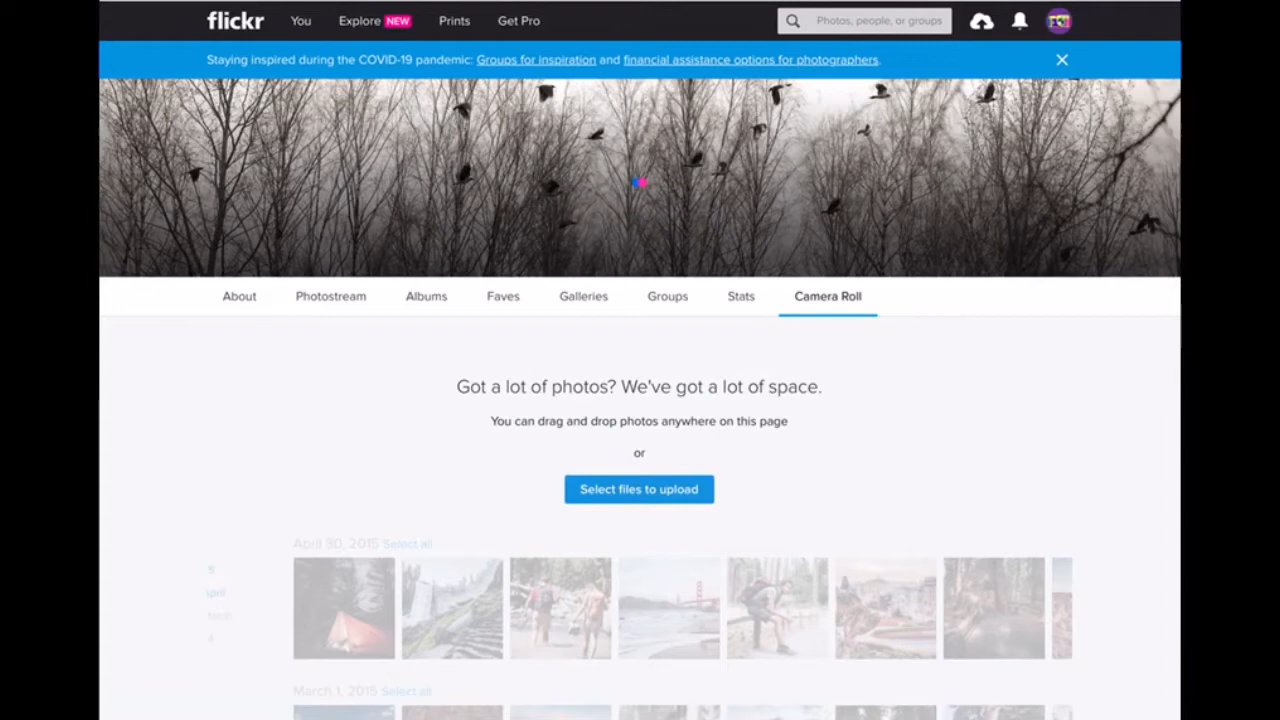 flickr You Explore NEW Prints Get Pro Photos, people, or groups
Staying inspired during the COVID-19 pandemic: Groups for inspiration and financial assistance options for photographers.
About Photostream Albums Faves Galleries Groups Stats Camera Roll
Got a lot of photos? We've got a lot of space.
You can drag and drop photos anywhere on this page
or
Select files to upload
April 30, 2015 Select all
March 1, 2015 Select all